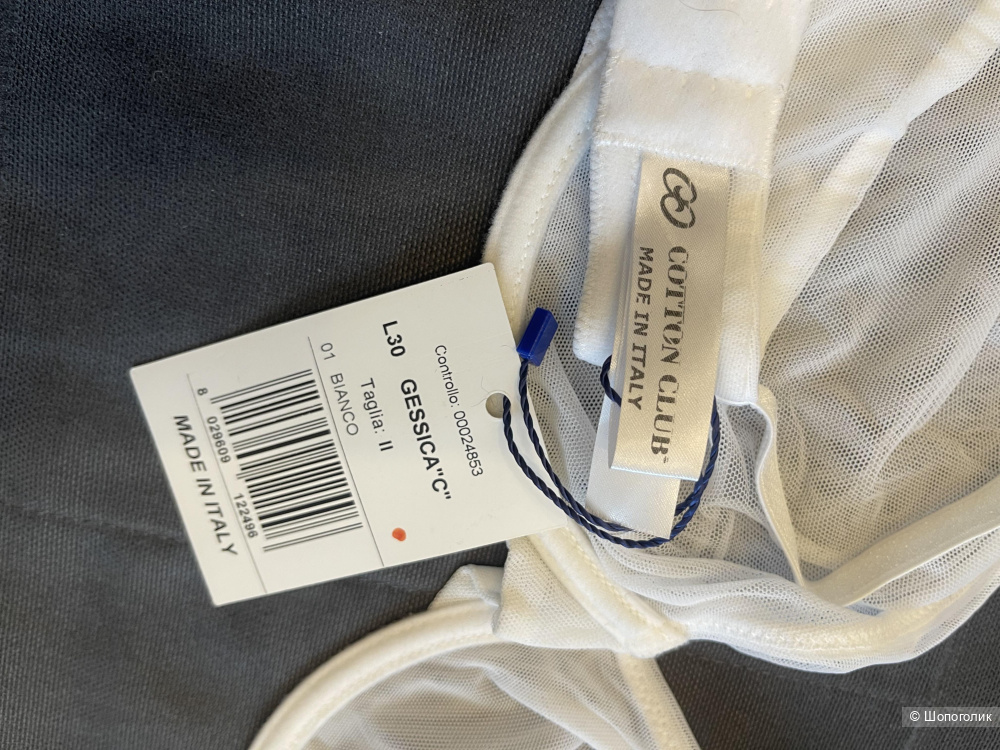 COTTON CLUB®
MADE IN ITALY
Controllo: 00024853
L30 GESSICA"C"
Taglia: II
01 BIANCO
8 029609 122496
MADE IN ITALY
© Шопоголик